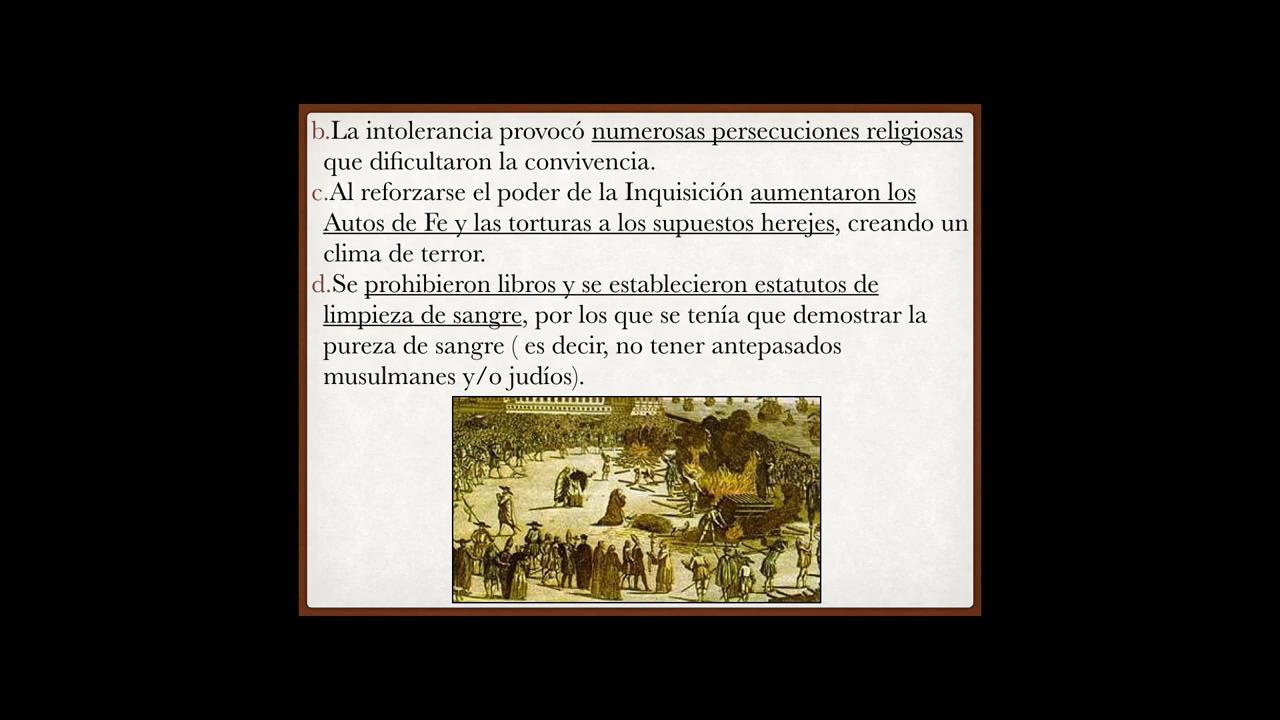 b.La intolerancia provocó numerosas persecuciones religiosas
que dificultaron la convivencia.
c.Al reforzarse el poder de la Inquisición aumentaron los
Autos de Fe y las torturas a los supuestos herejes, creando un
clima de terror.
d.Se prohibieron libros y se establecieron estatutos de
limpieza de sangre, por los que se tenía que demostrar la
pureza de sangre ( es decir, no tener antepasados
musulmanes y/o judíos).